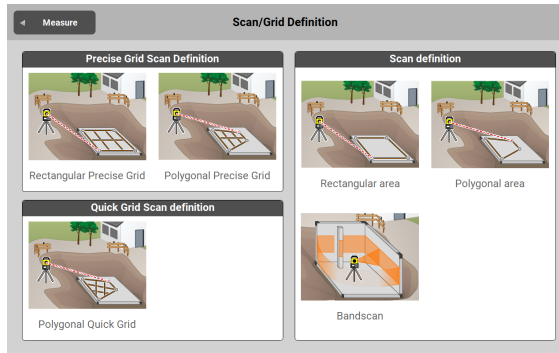 Measure
Scan/Grid Definition
Precise Grid Scan Definition
Rectangular Precise Grid
Polygonal Precise Grid
Quick Grid Scan definition
Polygonal Quick Grid
Scan definition
Rectangular area
Polygonal area
Bandscan